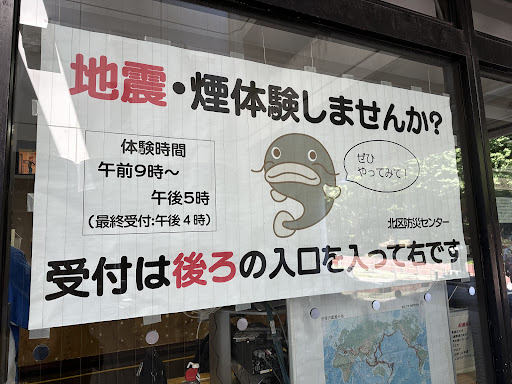 地震・煙体験しませんか?
体験時間
午前9時～
午後5時
(最終受付:午後4時)
ぜひ
やってみて!
北区防災センター
受付は後ろの入口を入って右です